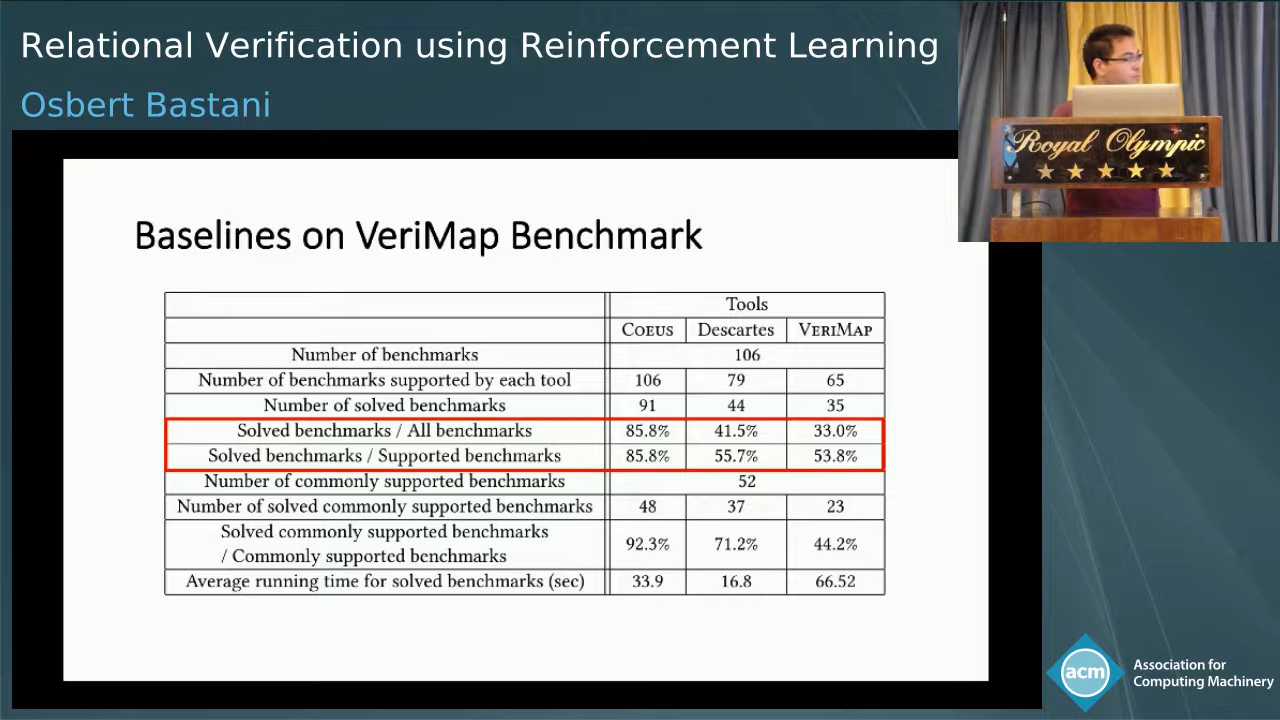 Relational Verification using Reinforcement Learning
Osbert Bastani
Royal Olympic
Baselines on VeriMap Benchmark
Tools
COEUS Descartes VERIMAP
Number of benchmarks 106
Number of benchmarks supported by each tool 106 79 65
Number of solved benchmarks 91 44 35
Solved benchmarks / All benchmarks 85.8% 41.5% 33.0%
Solved benchmarks / Supported benchmarks 85.8% 55.7% 53.8%
Number of commonly supported benchmarks 52
Number of solved commonly supported benchmarks 48 37 23
Solved commonly supported benchmarks
/ Commonly supported benchmarks 92.3% 71.2% 44.2%
Average running time for solved benchmarks (sec) 33.9 16.8 66.52
acm
Association for
Computing Machinery